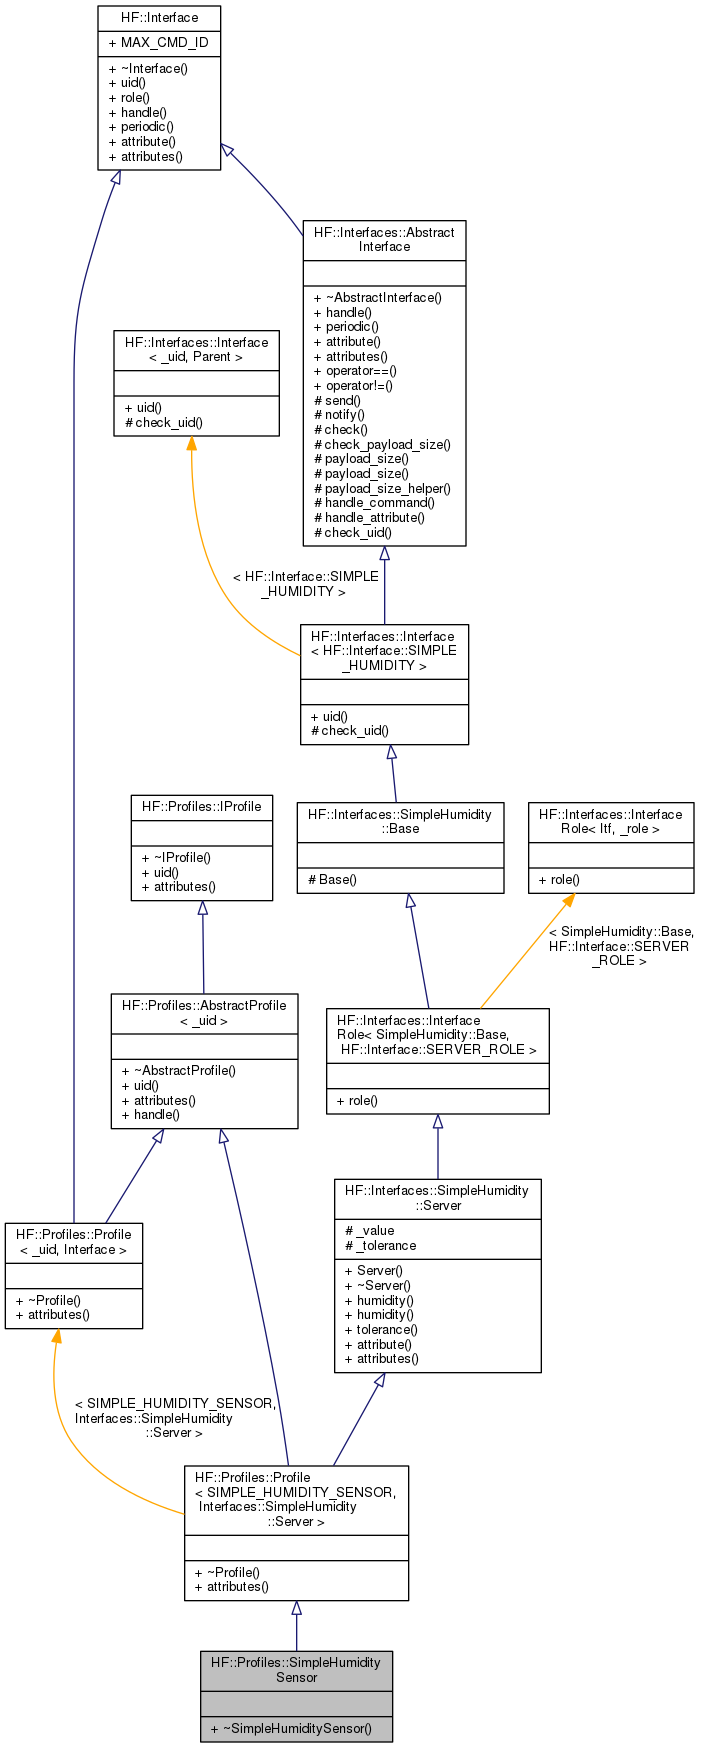 HF::Interface
+ MAX_CMD_ID
+ ~Interface()
+ uid()
+ role()
+ handle()
+ periodic()
+ attribute()
+ attributes()
HF::Interfaces::Abstract
Interface
+ ~AbstractInterface()
+ handle()
+ periodic()
+ attribute()
+ attributes()
+ operator==()
+ operator!=()
# send()
# notify()
# check()
# check_payload_size()
# payload_size()
# payload_size()
# payload_size_helper()
# handle_command()
# handle_attribute()
# check_uid()
HF::Interfaces::Interface
< _uid, Parent >
+ uid()
# check_uid()
< HF::Interface::SIMPLE
_HUMIDITY >
HF::Interfaces::Interface
< HF::Interface::SIMPLE
_HUMIDITY >
+ uid()
# check_uid()
HF::Profiles::IProfile
+ ~IProfile()
+ uid()
+ attributes()
HF::Interfaces::SimpleHumidity
::Base
# Base()
HF::Interfaces::Interface
Role< Itf, _role >
+ role()
< SimpleHumidity::Base,
HF::Interface::SERVER
_ROLE >
HF::Profiles::AbstractProfile
< _uid >
+ ~AbstractProfile()
+ uid()
+ attributes()
+ handle()
HF::Interfaces::Interface
Role< SimpleHumidity::Base,
HF::Interface::SERVER_ROLE >
+ role()
HF::Interfaces::SimpleHumidity
::Server
# _value
# _tolerance
+ Server()
+ ~Server()
+ humidity()
+ humidity()
+ tolerance()
+ attribute()
+ attributes()
HF::Profiles::Profile
< _uid, Interface >
+ ~Profile()
+ attributes()
< SIMPLE_HUMIDITY_SENSOR,
Interfaces::SimpleHumidity
::Server >
HF::Profiles::Profile
< SIMPLE_HUMIDITY_SENSOR,
Interfaces::SimpleHumidity
::Server >
+ ~Profile()
+ attributes()
HF::Profiles::SimpleHumidity
Sensor
+ ~SimpleHumiditySensor()